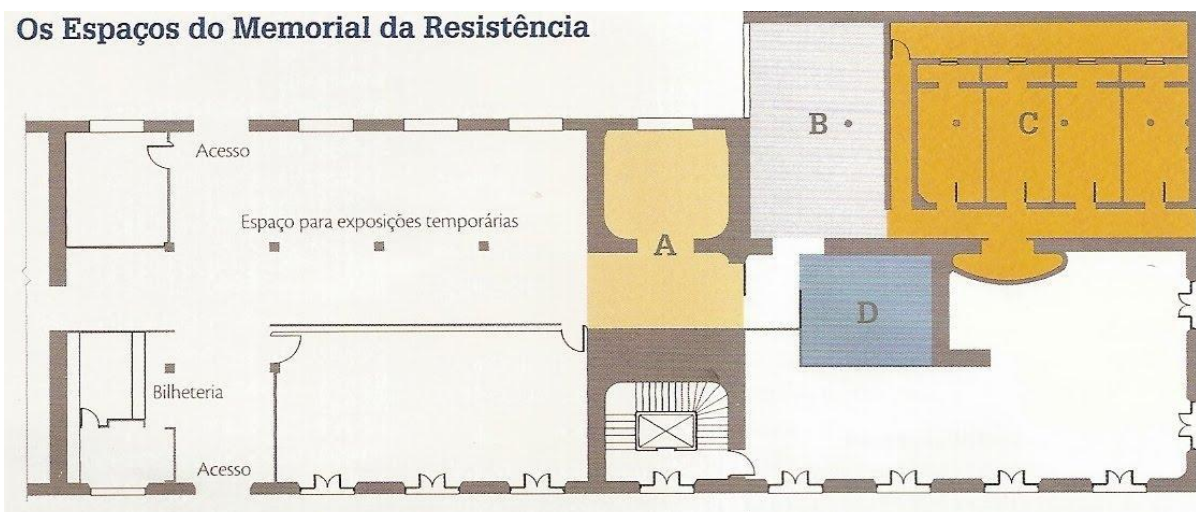 Os Espaços do Memorial da Resistência
Acesso
B
C
Espaço para exposições temporárias
A
D
Bilheteria
Acesso